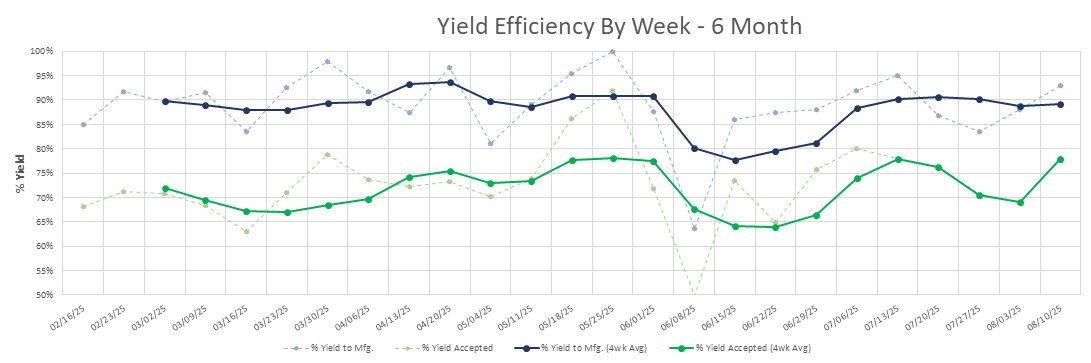 Yield Efficiency By Week - 6 Month
100%
95%
90%
85%
80%
75%
70%
65%
60%
55%
50%
% Yield
02/16/25 02/23/25 03/02/25 03/09/25 03/16/25 03/23/25 03/30/25 04/06/25 04/13/25 04/20/25 05/04/25 05/11/25 05/18/25 05/25/25 06/01/25 06/08/25 06/15/25 06/22/25 06/29/25 07/06/25 07/13/25 07/20/25 07/27/25 08/03/25 08/10/25
% Yield to Mfg. % Yield Accepted % Yield to Mfg. (4wk Avg) % Yield Accepted (4wk Avg)